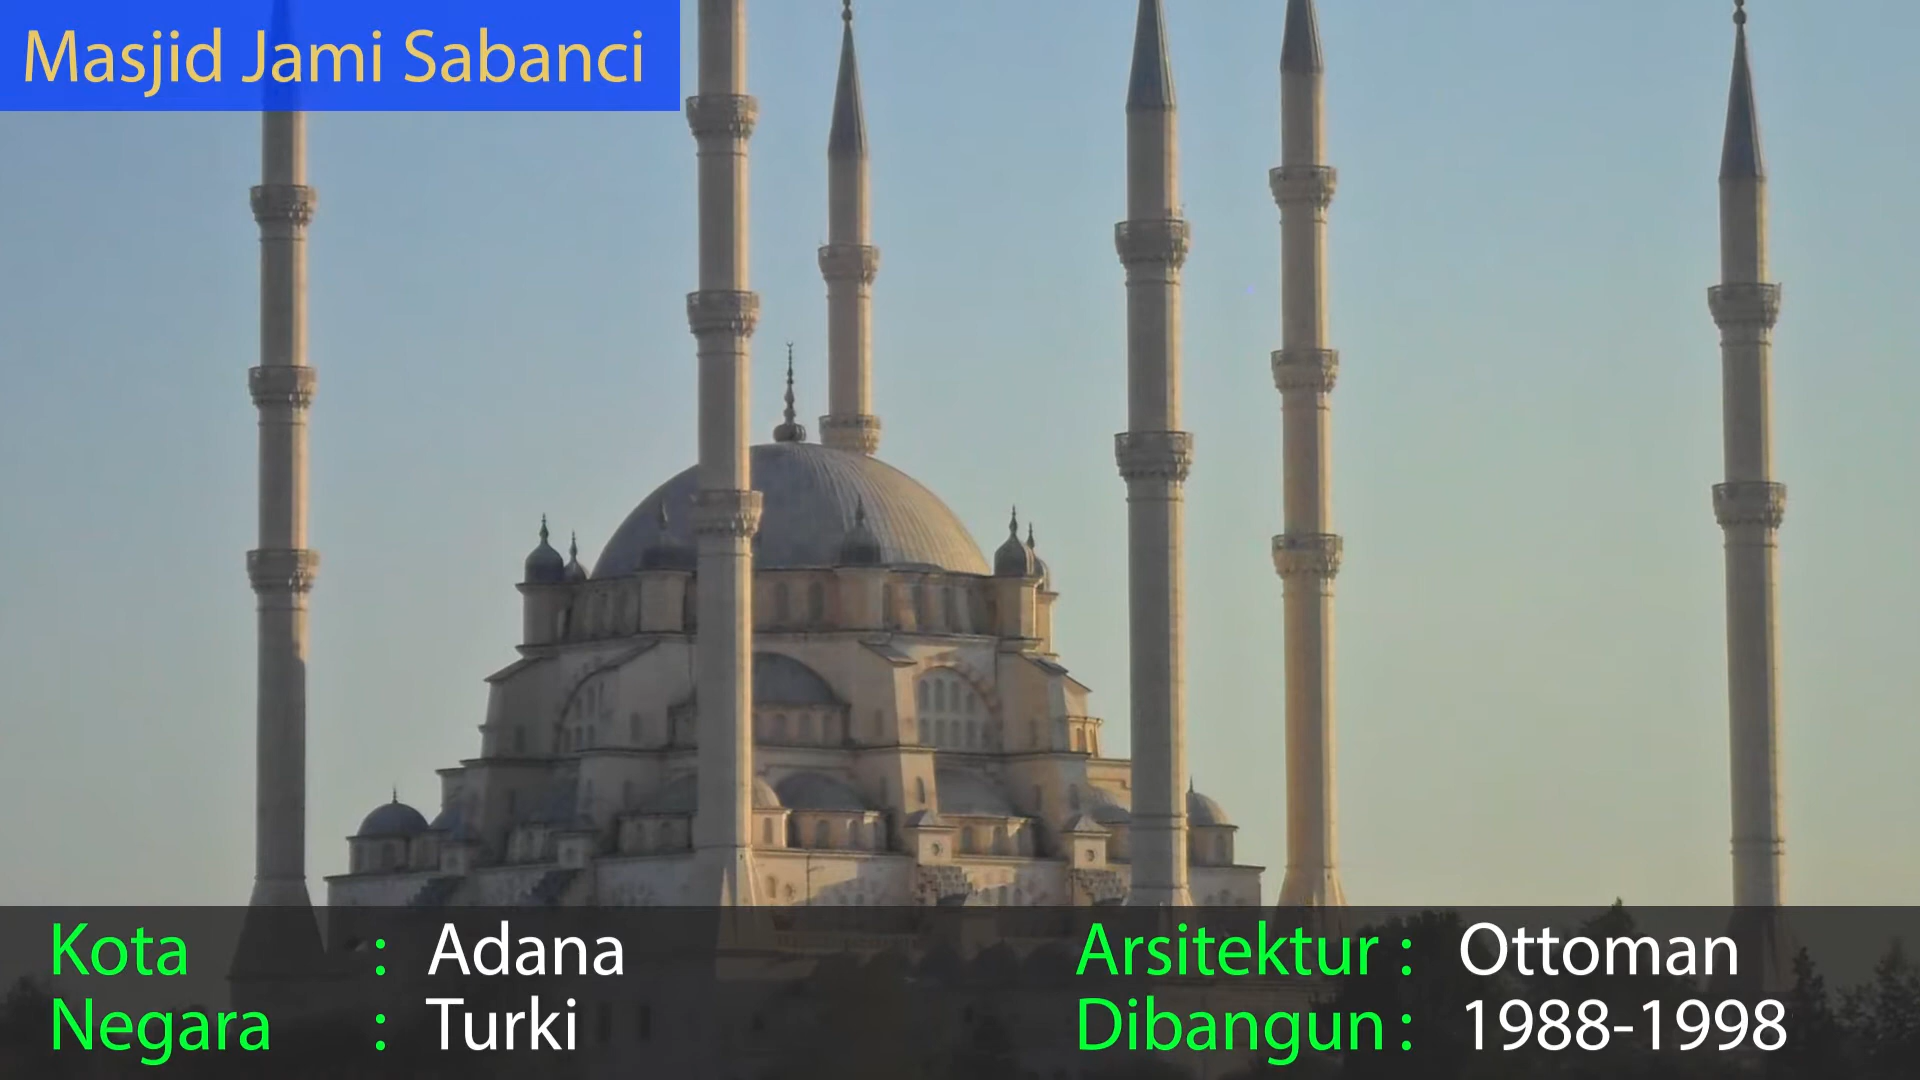 Masjid Jami Sabanci
Kota : Adana
Negara : Turki
Arsitektur : Ottoman
Dibangun : 1988-1998